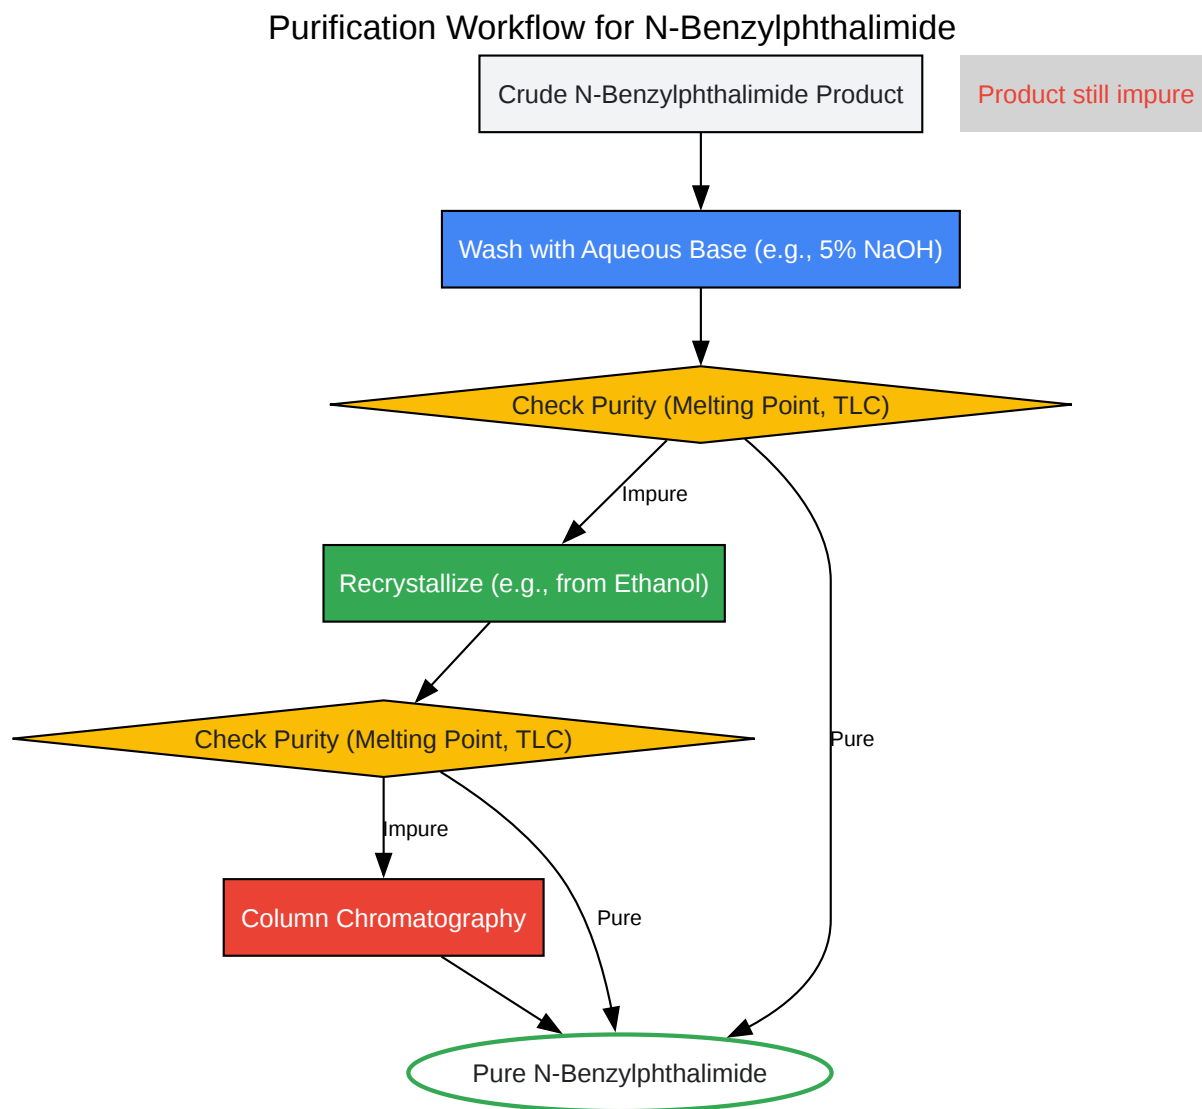 Purification Workflow for N-Benzylphthalimide
Crude N-Benzylphthalimide Product
Product still impure
Wash with Aqueous Base (e.g., 5% NaOH)
Check Purity (Melting Point, TLC)
Impure
Recrystallize (e.g., from Ethanol)
Check Purity (Melting Point, TLC)
Pure
Impure
Column Chromatography
Pure
Pure N-Benzylphthalimide